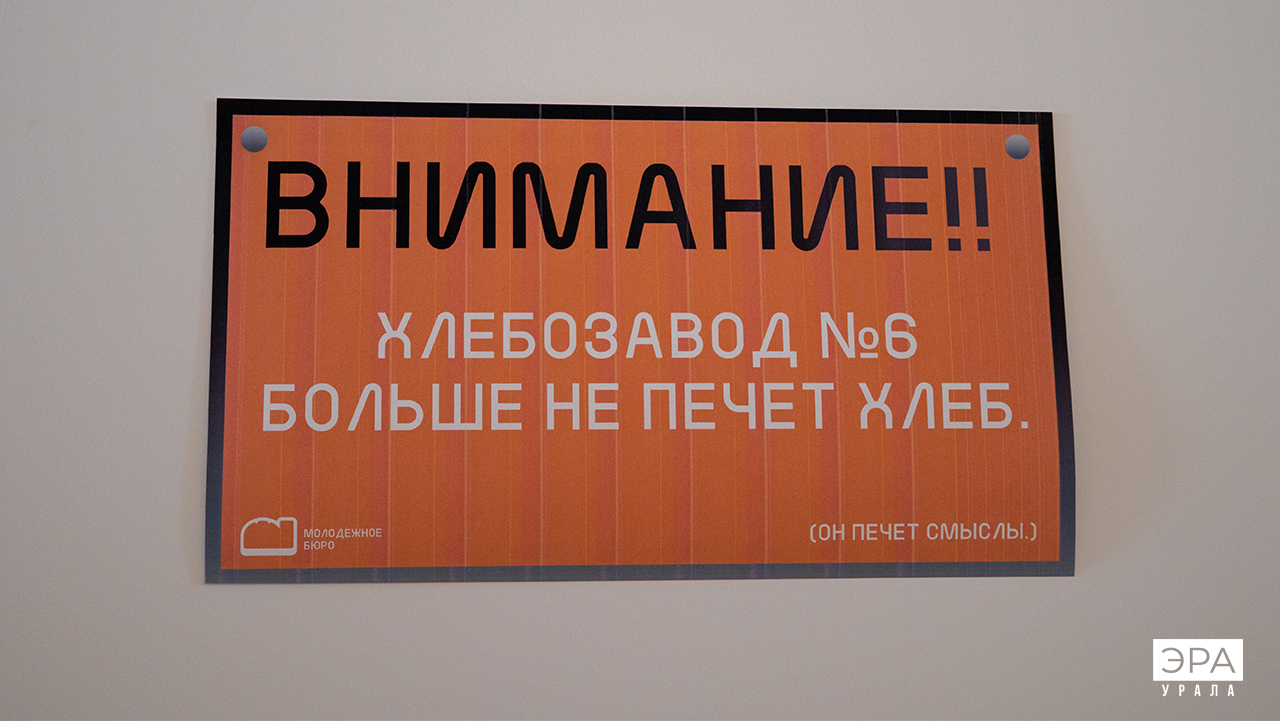 ВНИМАНИЕ!!
ХЛЕБОЗАВОД №6
БОЛЬШЕ НЕ ПЕЧЕТ ХЛЕБ.
МОЛОДЕЖНОЕ
БЮРО
(ОН ПЕЧЕТ СМЫСЛЫ.)
ЭРА
УРАЛА